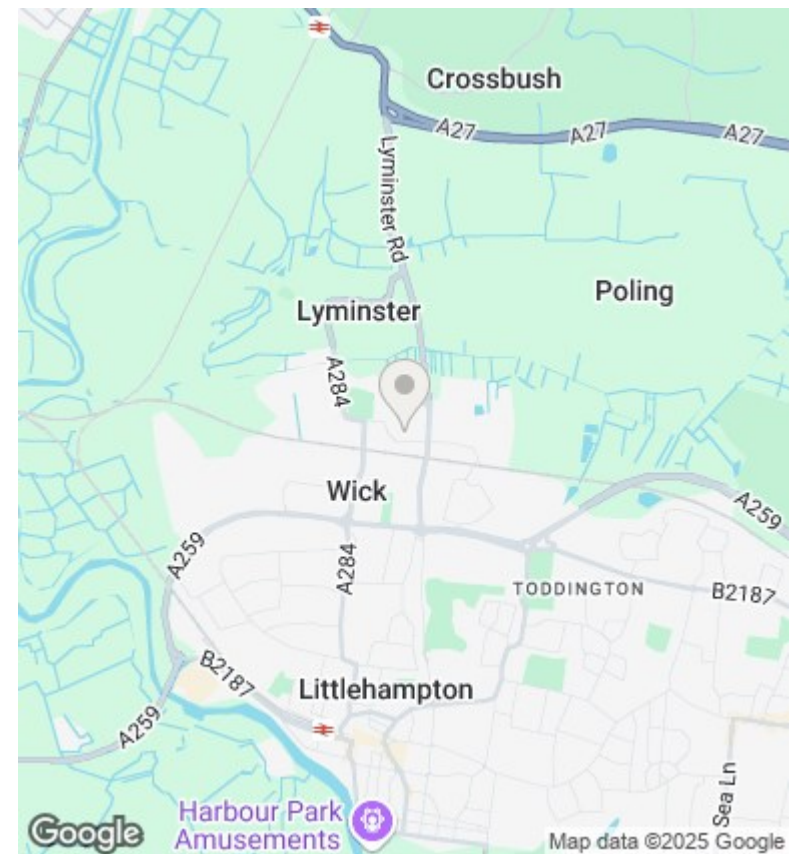 Crossbush
A27
A27
A27
Lyminster Rd
Poling
Lyminster
A284
Wick
A259
A259
A284
TODDINGTON
B2187
B2187
Littlehampton
A259
Sea Ln
Harbour Park
Amusements
Google
Map data ©2025 Google